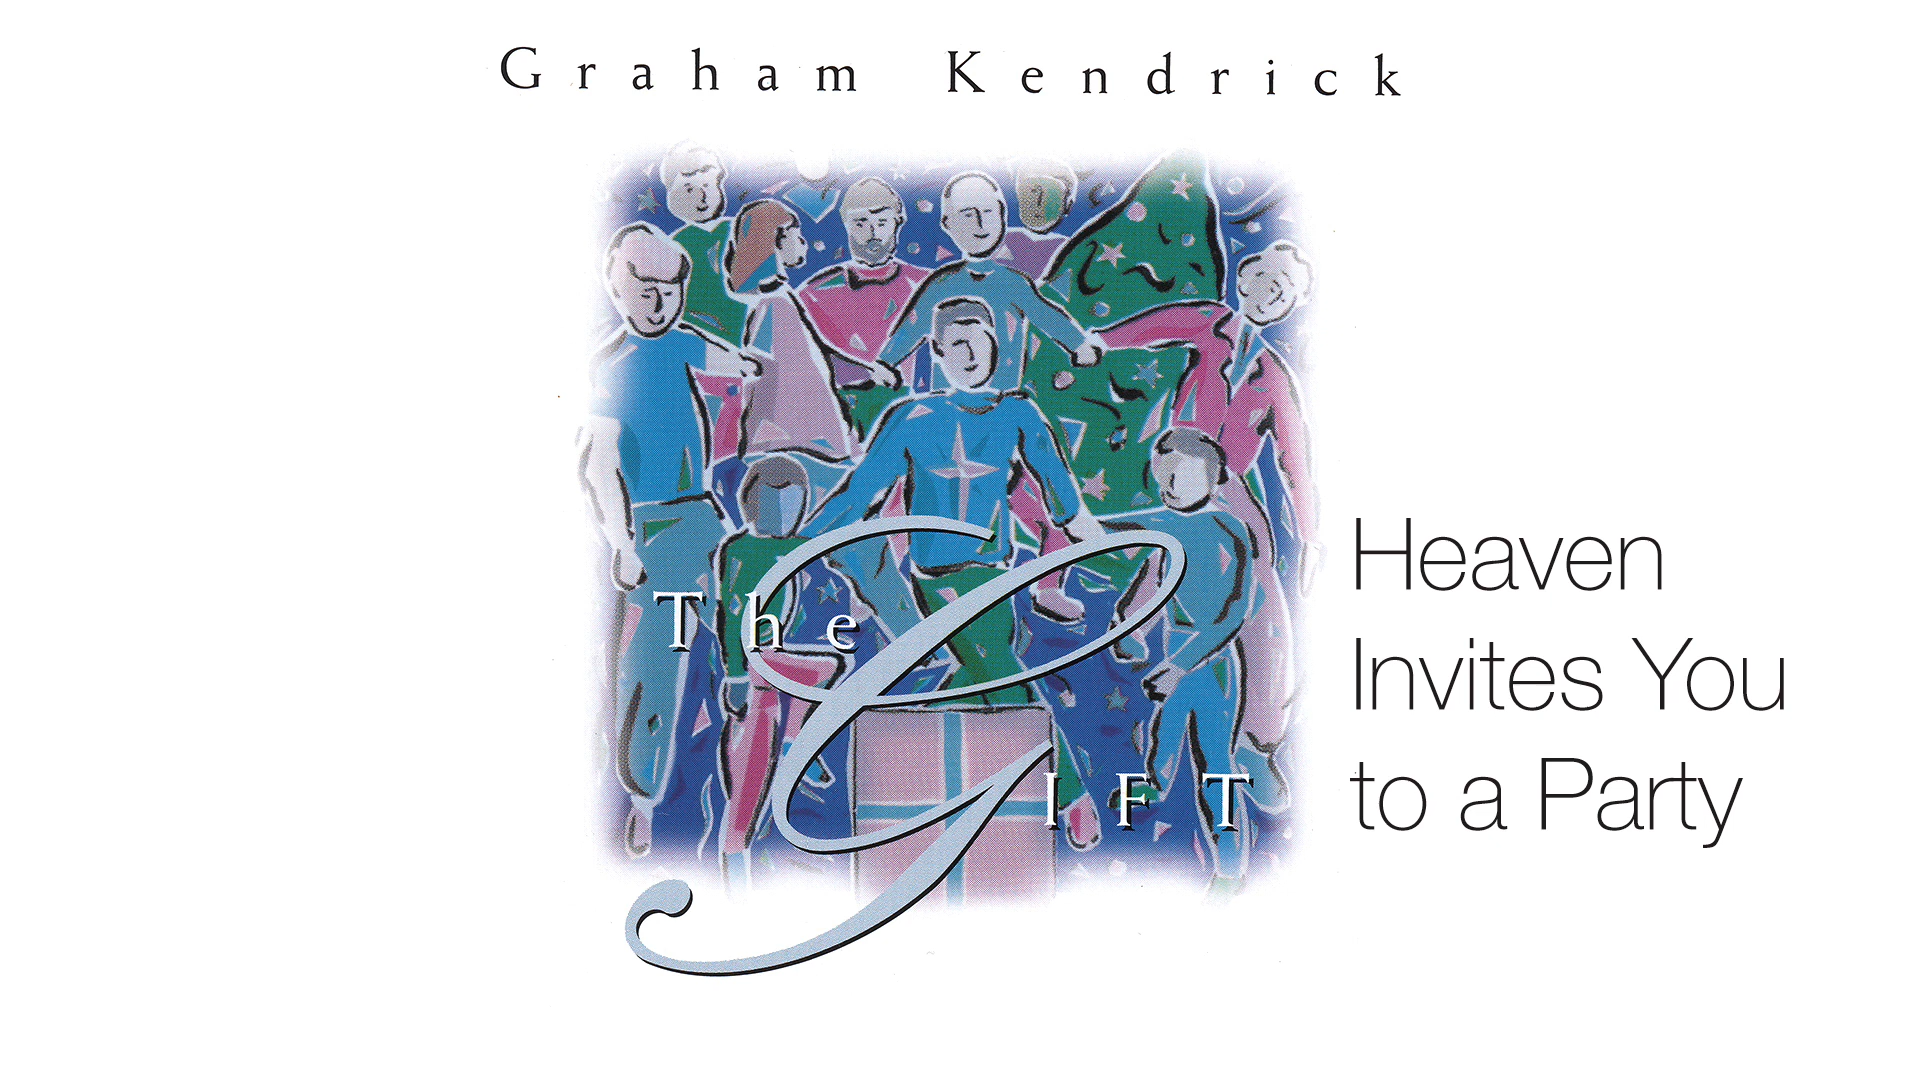 Graham Kendrick
The
GIFT
Heaven
Invites You
to a Party